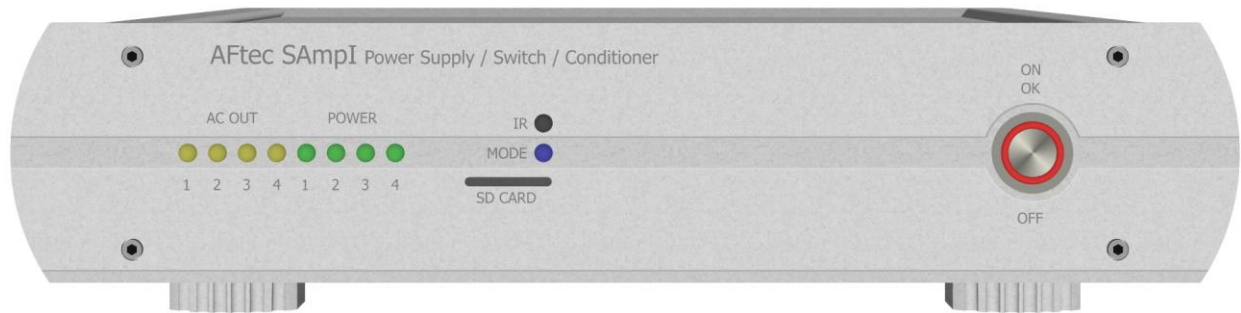 AFtec SAmpI Power Supply / Switch / Conditioner
ON
OK
AC OUT POWER
IR
MODE
1 2 3 4 1 2 3 4
SD CARD
OFF